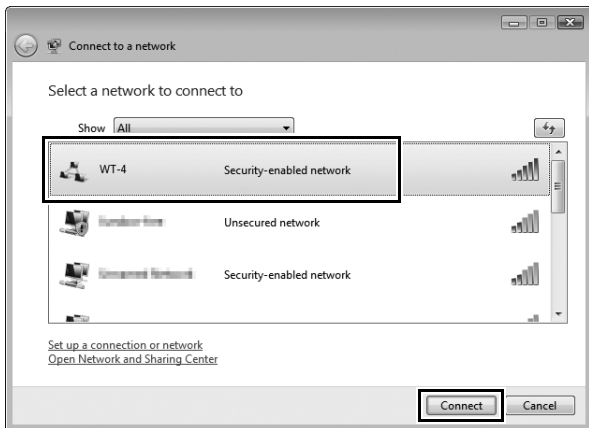 Connect to a network
Select a network to connect to
Show All
WT-4 Security-enabled network
Unsecured network
Security-enabled network
Set up a connection or network
Open Network and Sharing Center
Connect Cancel